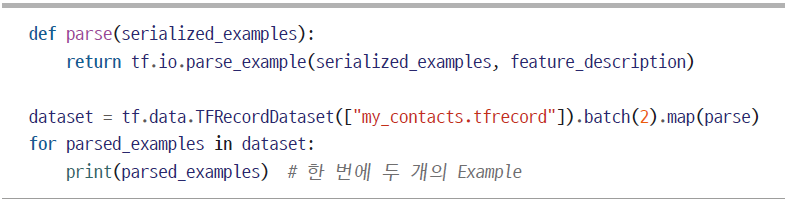 def parse(serialized_examples):
    return tf.io.parse_example(serialized_examples, feature_description)

dataset = tf.data.TFRecordDataset(["my_contacts.tfrecord"]).batch(2).map(parse)
for parsed_examples in dataset:
    print(parsed_examples)  # 한 번에 두 개의 Example